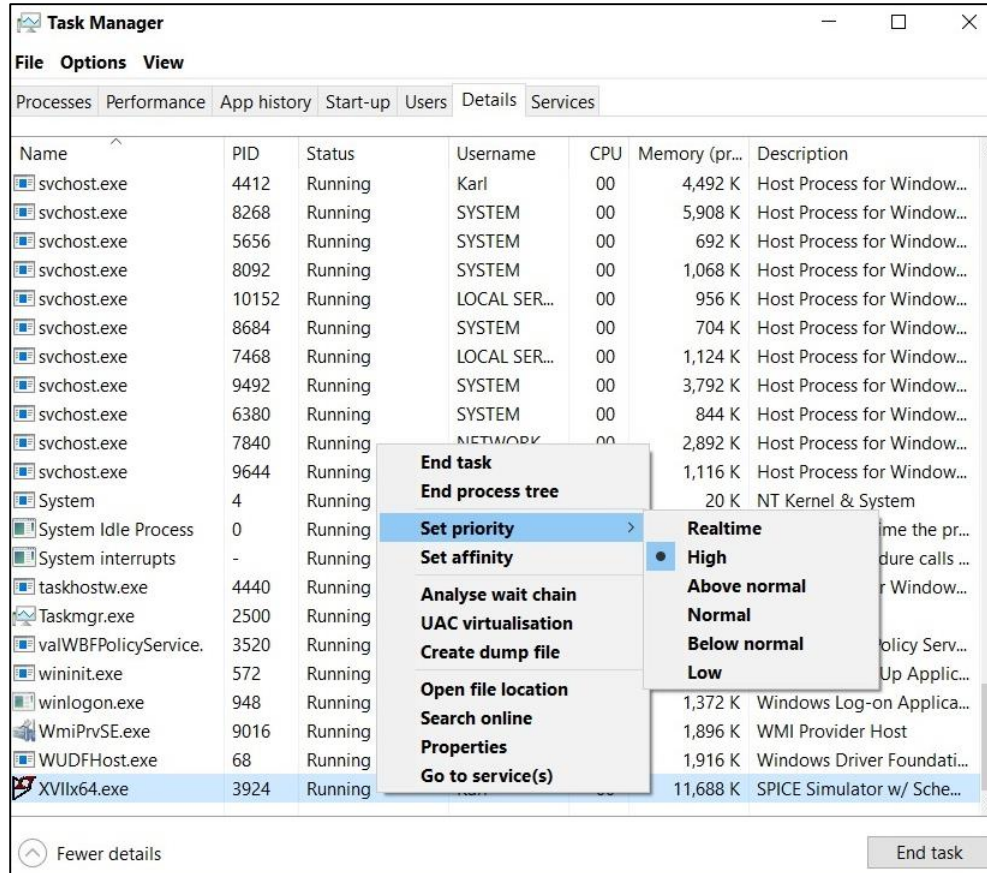 Task Manager
File Options View
Processes Performance App history Start-up Users Details Services
Name PID Status Username CPU Memory (pr... Description
svchost.exe 4412 Running Karl 00 4,492 K Host Process for Window...
svchost.exe 8268 Running SYSTEM 00 5,908 K Host Process for Window...
svchost.exe 5656 Running SYSTEM 00 692 K Host Process for Window...
svchost.exe 8092 Running SYSTEM 00 1,068 K Host Process for Window...
svchost.exe 10152 Running LOCAL SER... 00 956 K Host Process for Window...
svchost.exe 8684 Running SYSTEM 00 704 K Host Process for Window...
svchost.exe 7468 Running LOCAL SER... 00 1,124 K Host Process for Window...
svchost.exe 9492 Running SYSTEM 00 3,792 K Host Process for Window...
svchost.exe 6380 Running SYSTEM 00 844 K Host Process for Window...
svchost.exe 7840 Running NETWORK 00 2,892 K Host Process for Window...
svchost.exe 9644 Running 1,116 K Host Process for Window...
System 4 Running 20 K NT Kernel & System
System Idle Process 0 Running ime the pr...
System interrupts - Running dure calls ...
taskhostw.exe 4440 Running r Window...
Taskmgr.exe 2500 Running
valWBFPolicyService. 3520 Running olicy Serv...
wininit.exe 572 Running Up Applic...
winlogon.exe 948 Running 1,372 K Windows Log-on Applica...
WmiPrvSE.exe 9016 Running 1,896 K WMI Provider Host
WUDFHost.exe 68 Running 1,916 K Windows Driver Foundati...
XVIIx64.exe 3924 Running 11,688 K SPICE Simulator w/ Sche...
End task
End process tree
Set priority
Set affinity
Analyse wait chain
UAC virtualisation
Create dump file
Open file location
Search online
Properties
Go to service(s)
Realtime
High
Above normal
Normal
Below normal
Low
Fewer details
End task